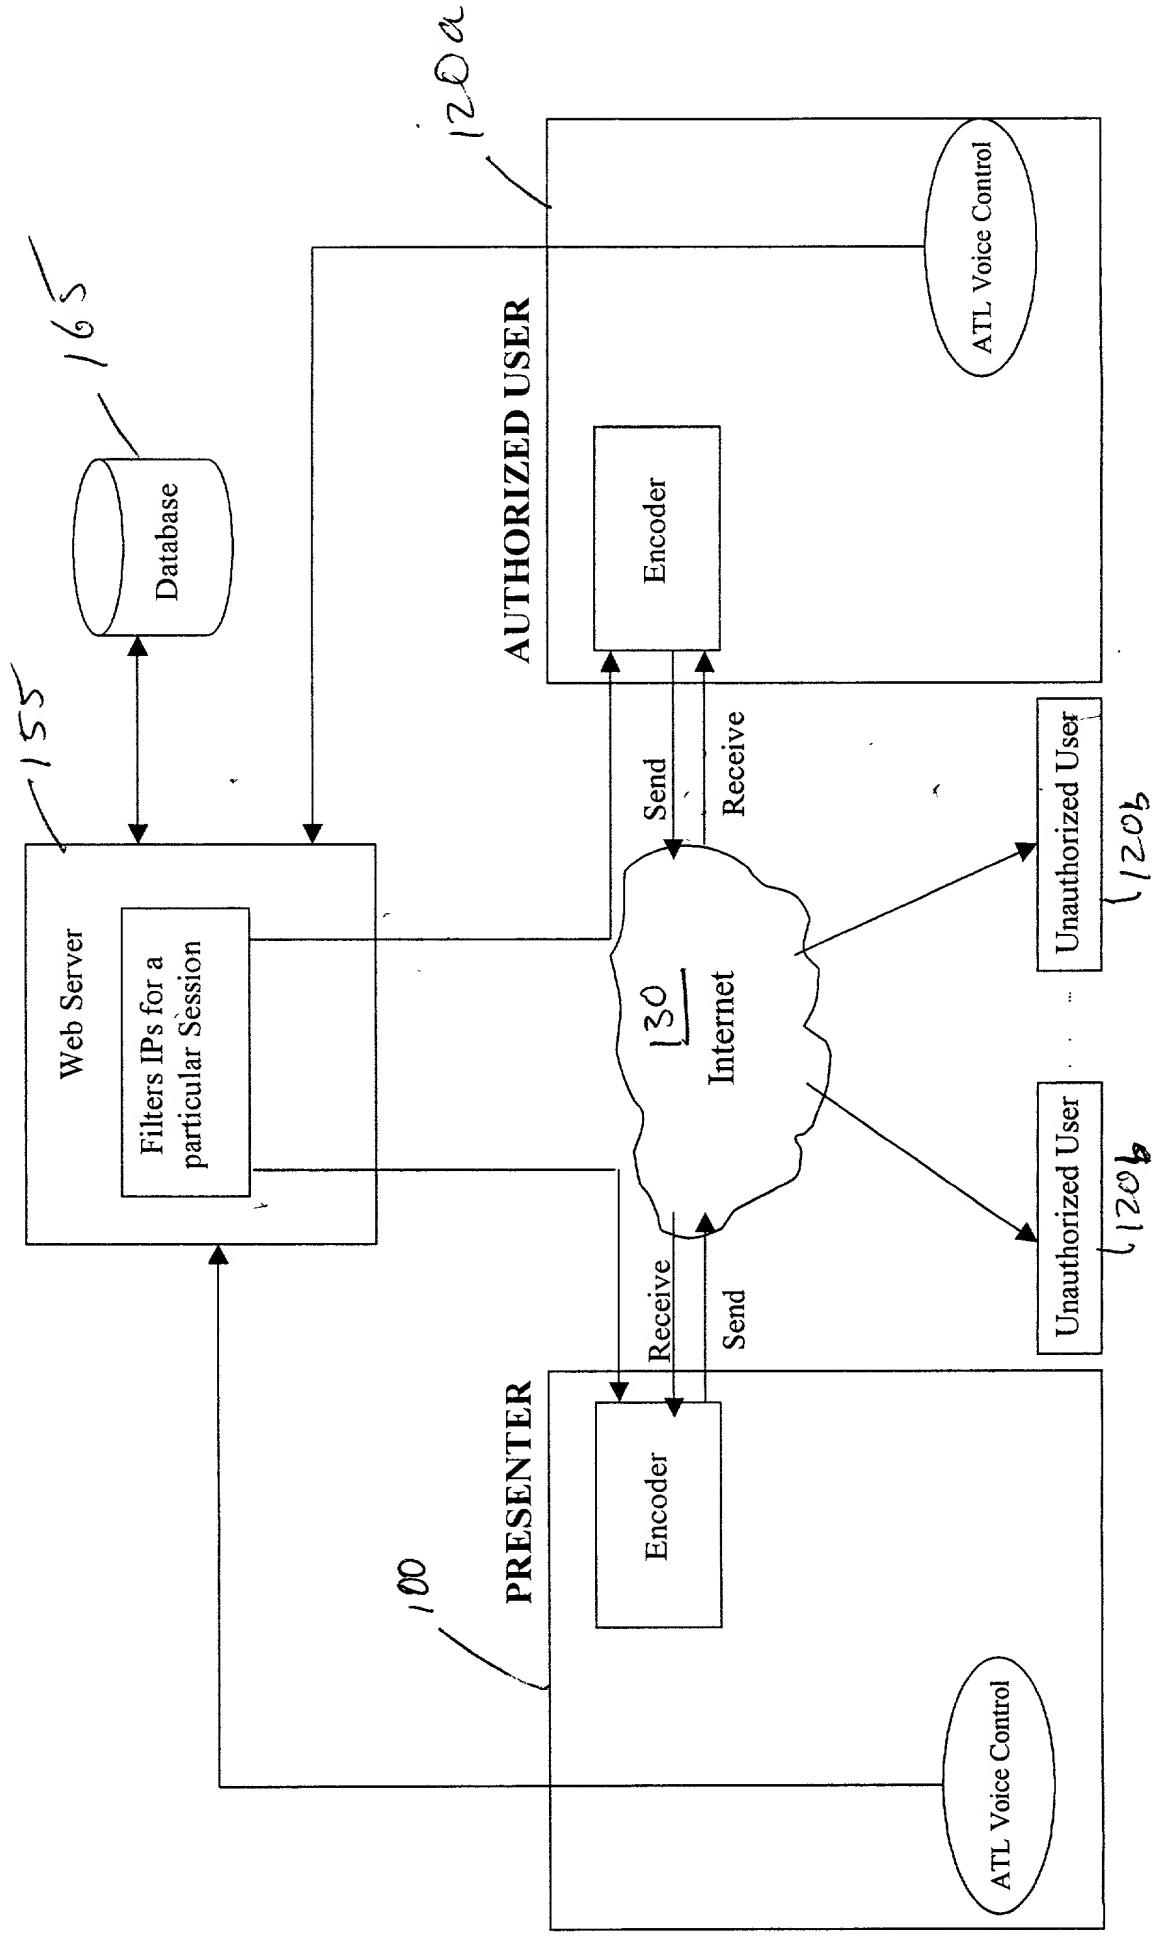 155
165
Web Server
Filters IPs for a
particular Session
Database
120a
100
PRESENTER
AUTHORIZED USER
Encoder
Receive
Send
130
Internet
Send
Receive
Encoder
ATL Voice Control
ATL Voice Control
Unauthorized User
...
Unauthorized User
120b
120b